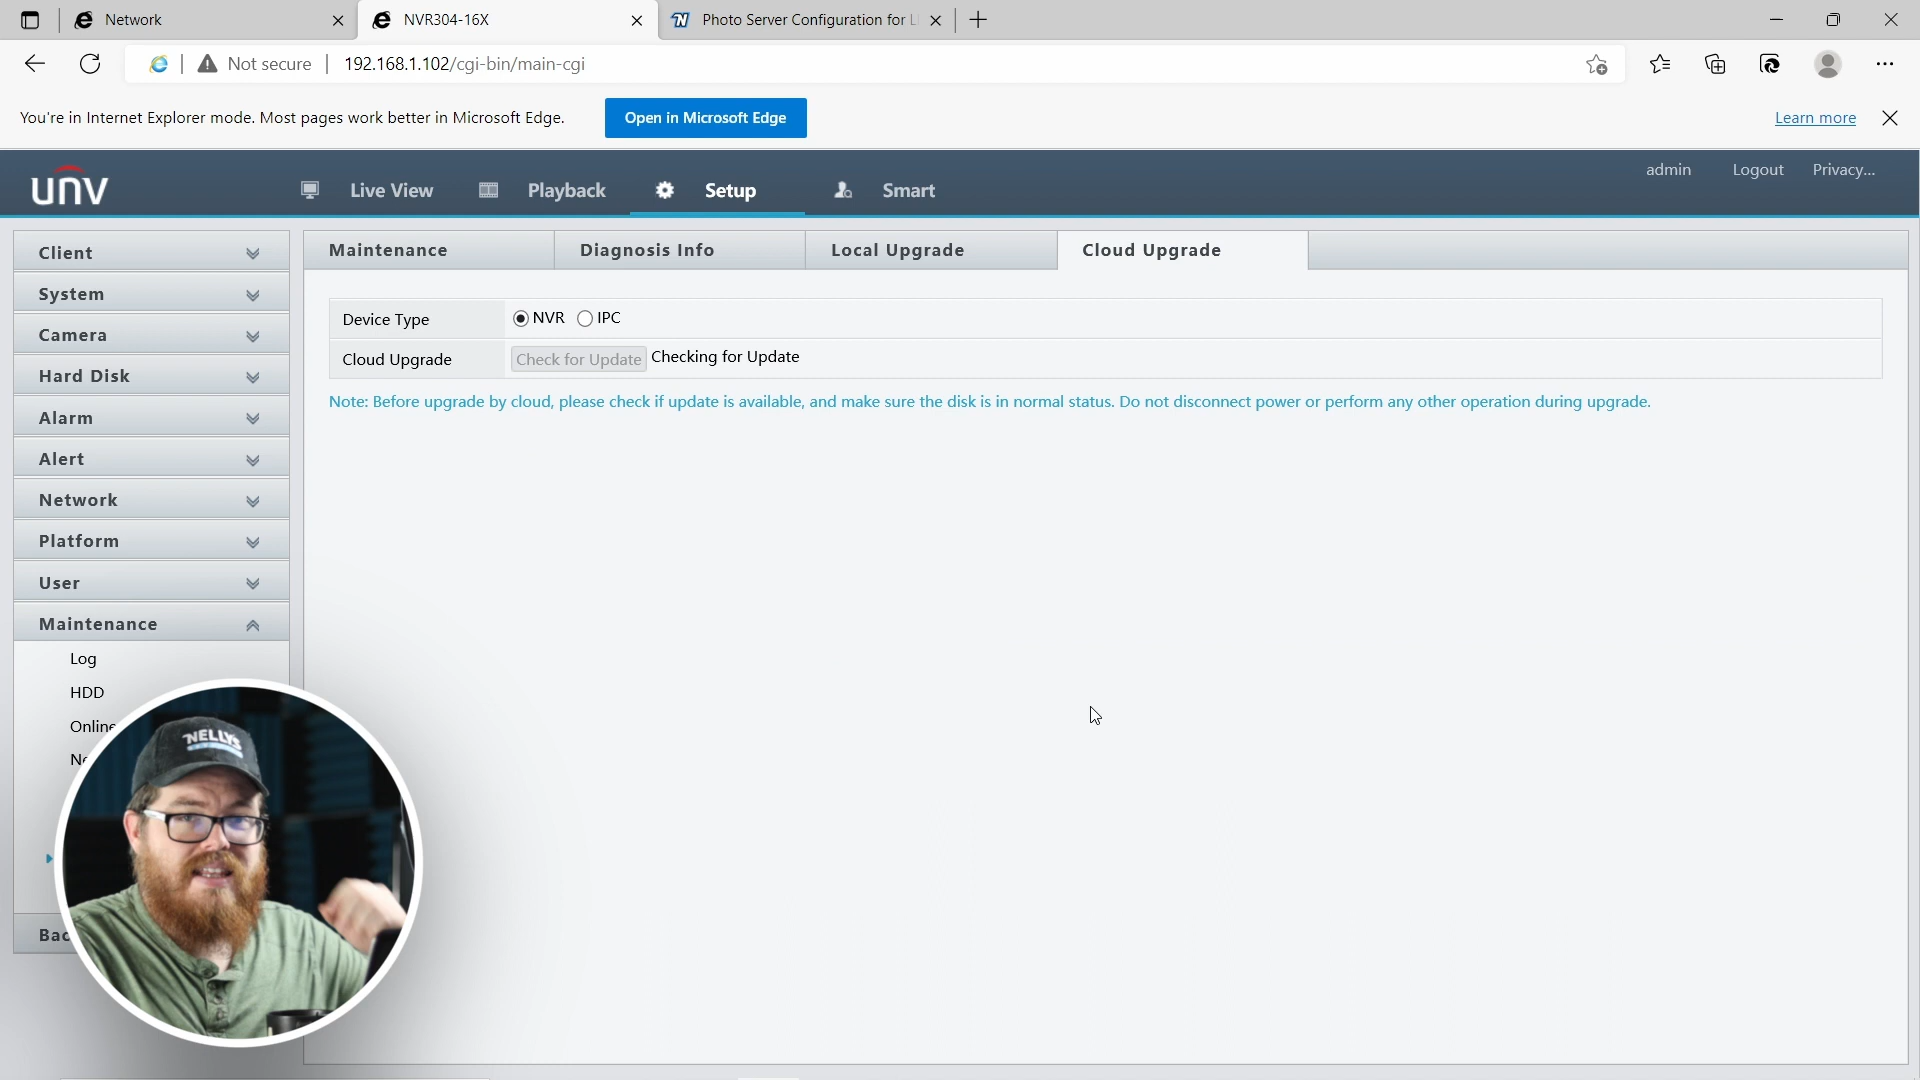 Network
NVR304-16X
Photo Server Configuration for L
Not secure
192.168.1.102/cgi-bin/main-cgi
You're in Internet Explorer mode. Most pages work better in Microsoft Edge.
Open in Microsoft Edge
Learn more
unv
Live View
Playback
Setup
Smart
admin
Logout
Privacy...
Client
System
Camera
Hard Disk
Alarm
Alert
Network
Platform
User
Maintenance
Log
HDD
Online
Ne
Bac
Maintenance
Diagnosis Info
Local Upgrade
Cloud Upgrade
Device Type
NVR
IPC
Cloud Upgrade
Check for Update
Checking for Update
Note: Before upgrade by cloud, please check if update is available, and make sure the disk is in normal status. Do not disconnect power or perform any other operation during upgrade.
NELLYS